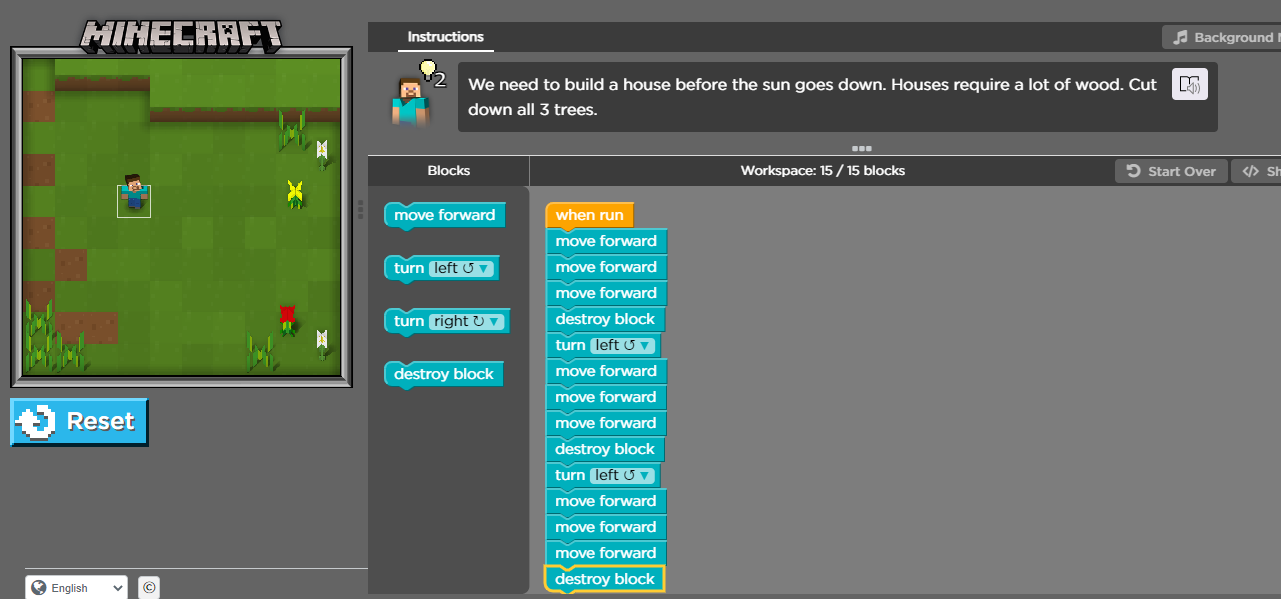 MINECRAFT
Instructions
Background
2
We need to build a house before the sun goes down. Houses require a lot of wood. Cut
down all 3 trees.
Blocks
Workspace: 15 / 15 blocks
Start Over
move forward
turn left ↺ ▼
turn right ↻ ▼
destroy block
when run
move forward
move forward
move forward
destroy block
turn left ↺ ▼
move forward
move forward
move forward
destroy block
turn left ↺ ▼
move forward
move forward
move forward
destroy block
Reset
English
©